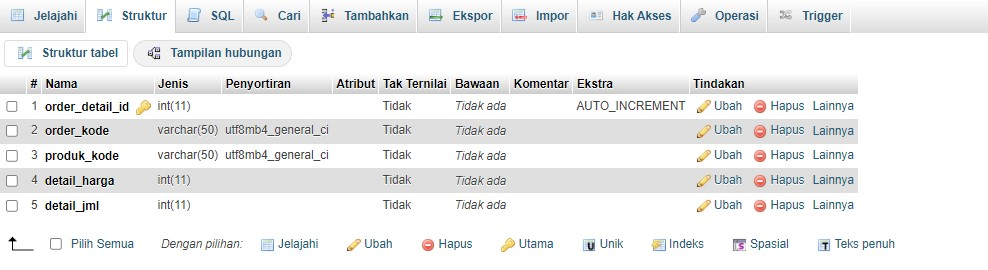 Jelajahi Struktur SQL Cari Tambahkan Ekspor Impor Hak Akses Operasi Trigger
Struktur tabel Tampilan hubungan
# Nama Jenis Penyortiran Atribut Tak Ternilai Bawaan Komentar Ekstra Tindakan
1 order_detail_id int(11) Tidak Tidak ada AUTO_INCREMENT Ubah Hapus Lainnya
2 order_kode varchar(50) utf8mb4_general_ci Tidak Tidak ada Ubah Hapus Lainnya
3 produk_kode varchar(50) utf8mb4_general_ci Tidak Tidak ada Ubah Hapus Lainnya
4 detail_harga int(11) Tidak Tidak ada Ubah Hapus Lainnya
5 detail_jml int(11) Tidak Tidak ada Ubah Hapus Lainnya
Pilih Semua Dengan pilihan: Jelajahi Ubah Hapus Utama Unik Indeks Spasial Teks penuh